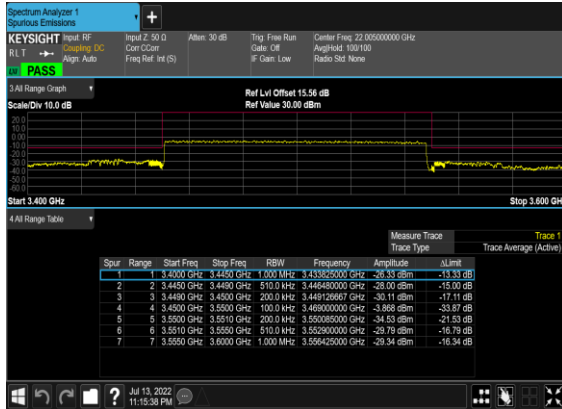 Spectrum Analyzer 1
Spurious Emissions
+
KEYSIGHT
RLT
Input: RF
Coupling: DC
Align: Auto
Input Z: 50 Ω
Corr CCorr
Freq Ref: Int (S)
Atten: 30 dB
Trig: Free Run
Gate: Off
IF Gain: Low
Center Freq: 22.005000000 GHz
Avg|Hold: 100/100
Radio Std: None
PASS
3 All Range Graph
Ref Lvl Offset 15.56 dB
Scale/Div 10.0 dB
Ref Value 30.00 dBm
20.0
10.0
0.00
-10.0
-20.0
-30.0
-40.0
-50.0
-60.0
Start 3.400 GHz
Stop 3.600 GH
4 All Range Table
Measure Trace Trace 1
Trace Type Trace Average (Active)
Spur Range Start Freq Stop Freq RBW Frequency Amplitude ΔLimit
1 1 3.4000 GHz 3.4450 GHz 1.000 MHz 3.433825000 GHz -26.33 dBm -13.33 dB
2 2 3.4450 GHz 3.4490 GHz 510.0 kHz 3.446480000 GHz -28.00 dBm -15.00 dB
3 3 3.4490 GHz 3.4500 GHz 200.0 kHz 3.449126667 GHz -30.11 dBm -17.11 dB
4 4 3.4500 GHz 3.5500 GHz 100.0 kHz 3.469000000 GHz -3.868 dBm -33.87 dB
5 5 3.5500 GHz 3.5510 GHz 200.0 kHz 3.550085000 GHz -34.53 dBm -21.53 dB
6 6 3.5510 GHz 3.5550 GHz 510.0 kHz 3.552900000 GHz -29.79 dBm -16.79 dB
7 7 3.5550 GHz 3.6000 GHz 1.000 MHz 3.556425000 GHz -29.34 dBm -16.34 dB
?
Jul 13, 2022
11:15:38 PM